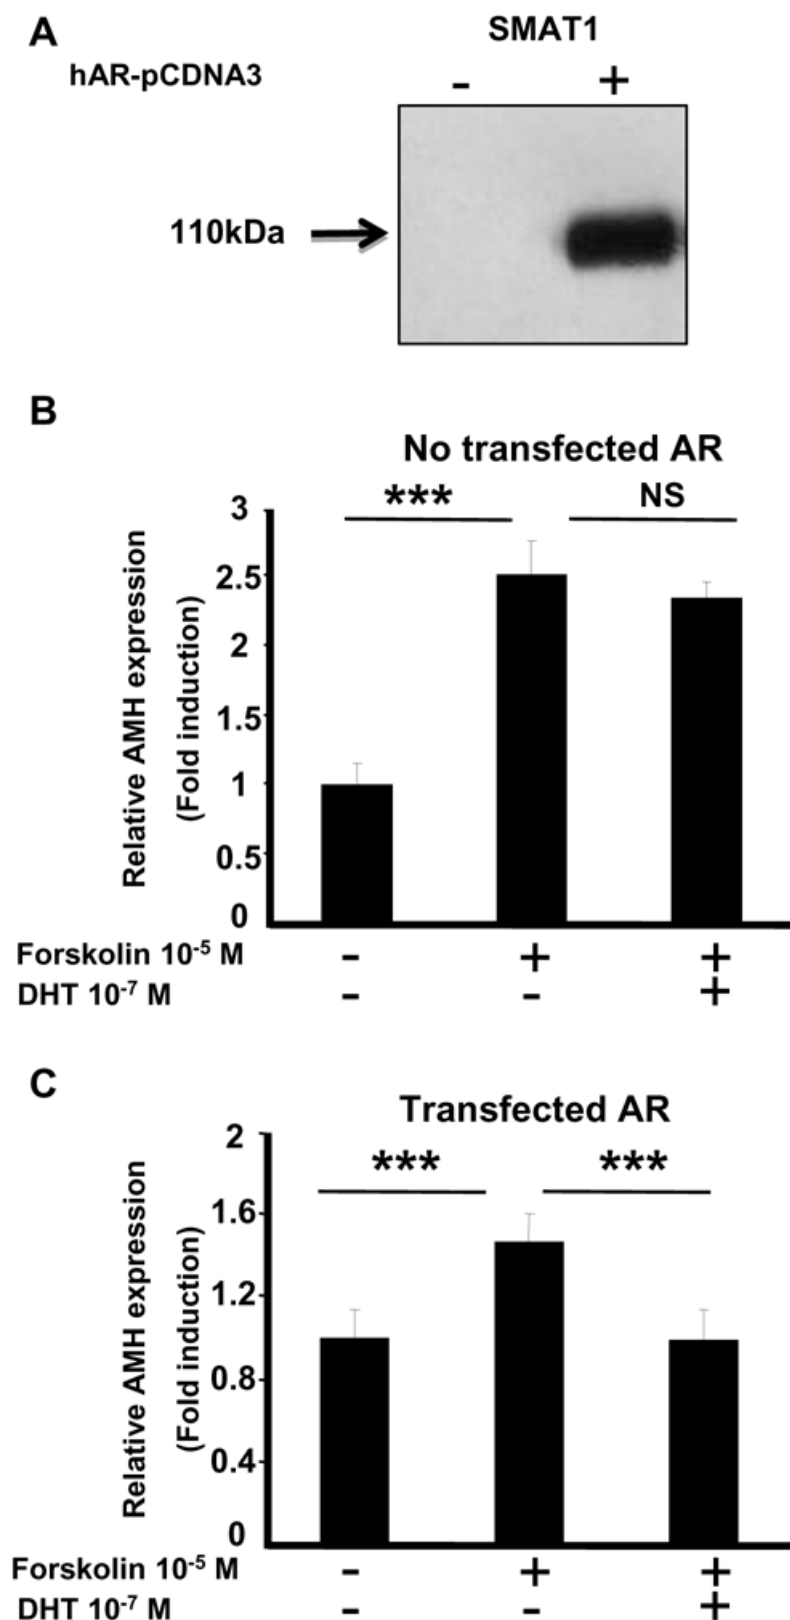 A
SMAT1
hAR-pCDNA3 - +
110kDa
B
No transfected AR
*** NS
Relative AMH expression
(Fold induction)
3
2.5
2
1.5
1
0.5
0
Forskolin 10⁻⁵ M - + +
DHT 10⁻⁷ M - - +
C
Transfected AR
*** ***
Relative AMH expression
(Fold induction)
2
1.6
1.2
0.8
0.4
0
Forskolin 10⁻⁵ M - + +
DHT 10⁻⁷ M - - +